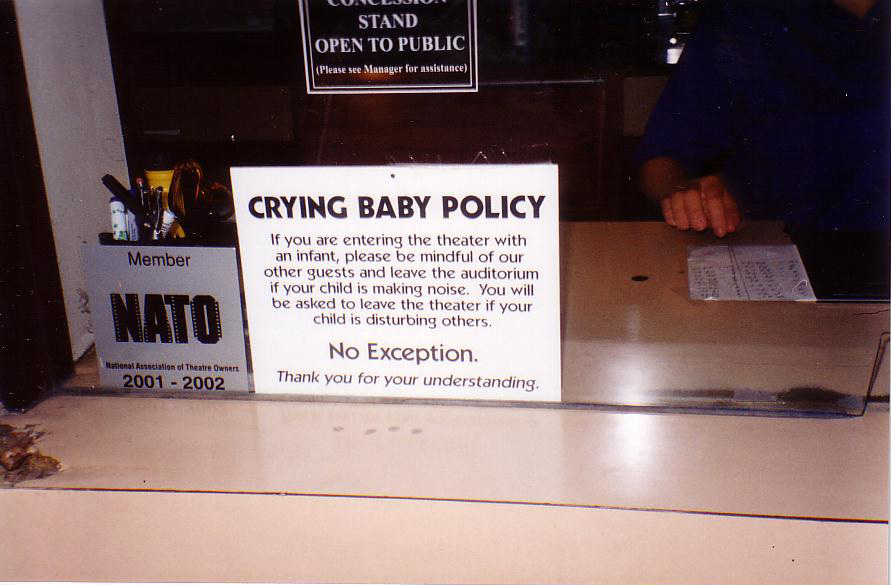 CONCESSION
STAND
OPEN TO PUBLIC
(Please see Manager for assistance)
CRYING BABY POLICY
If you are entering the theater with
an infant, please be mindful of our
other guests and leave the auditorium
if your child is making noise. You will
be asked to leave the theater if your
child is disturbing others.
No Exception.
Thank you for your understanding.
Member
NATO
National Association of Theatre Owners
2001 - 2002